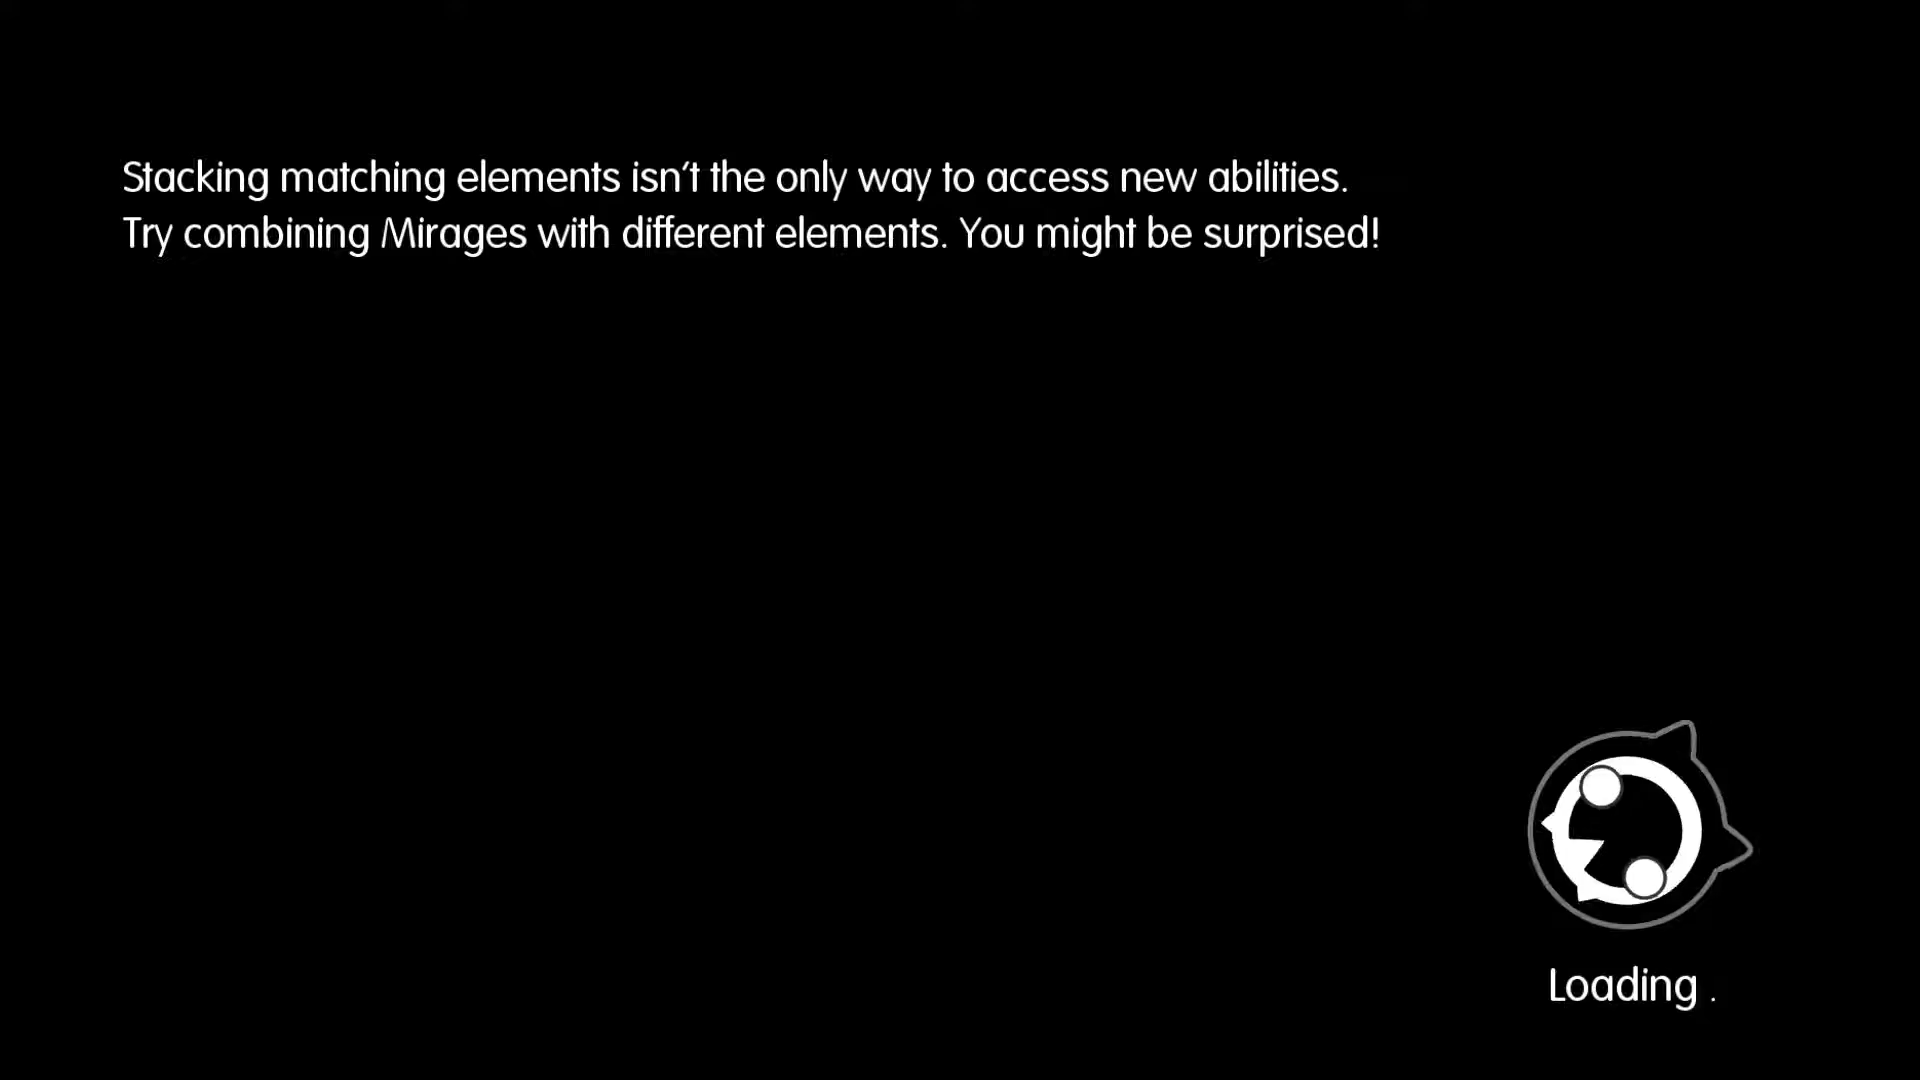 Stacking matching elements isn't the only way to access new abilities.
Try combining Mirages with different elements. You might be surprised!
Loading .